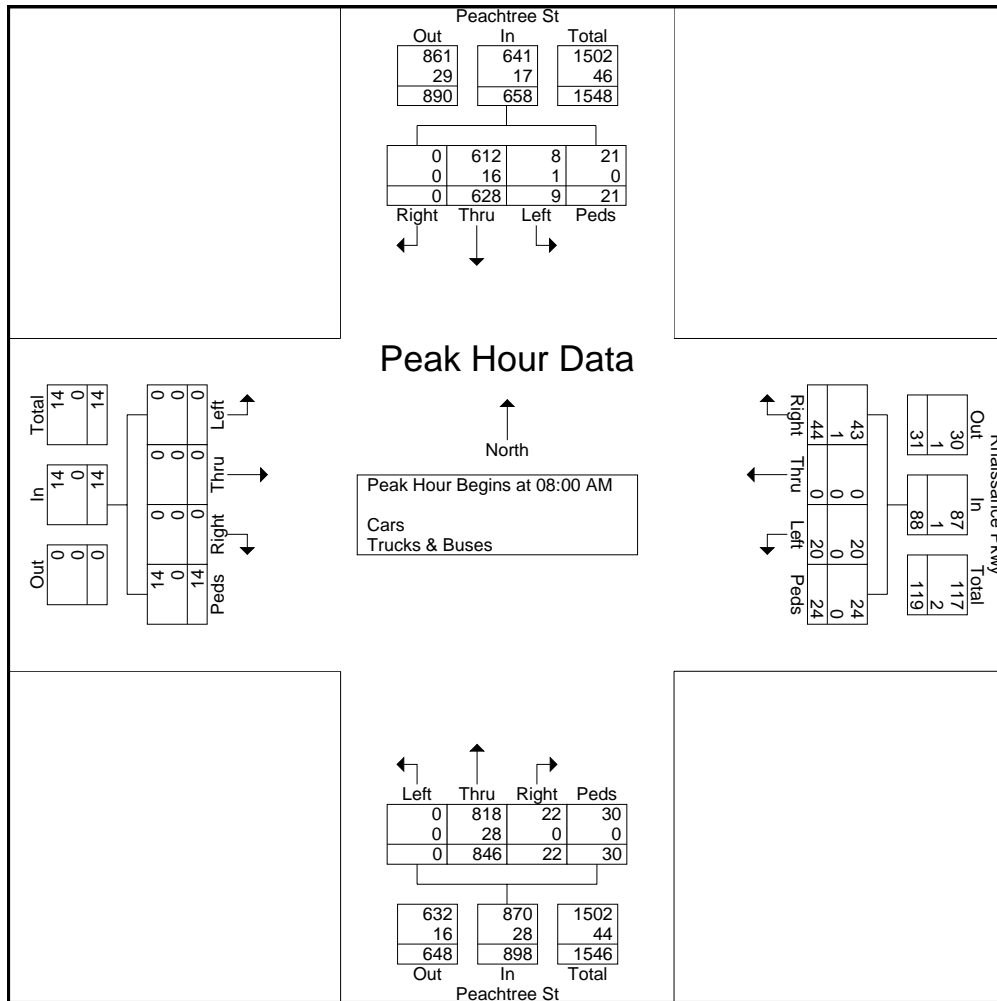 Peachtree St
Out In Total
861 641 1502
29 17 46
890 658 1548
0 612 8 21
0 16 1 0
0 628 9 21
Right Thru Left Peds
Peak Hour Data
North
Peak Hour Begins at 08:00 AM
Cars
Trucks & Buses
Left Thru Right Peds
0 0 0 14
0 0 0 0
0 0 0 14
Out In Total
0 14 14
0 0 0
0 14 14
Out In Total
30 87 117
1 1 2
31 88 119
43 0 20 24
1 0 0 0
44 0 20 24
Right Thru Left Peds
Left Thru Right Peds
0 818 22 30
0 28 0 0
0 846 22 30
632 870 1502
16 28 44
648 898 1546
Out In Total
Peachtree St